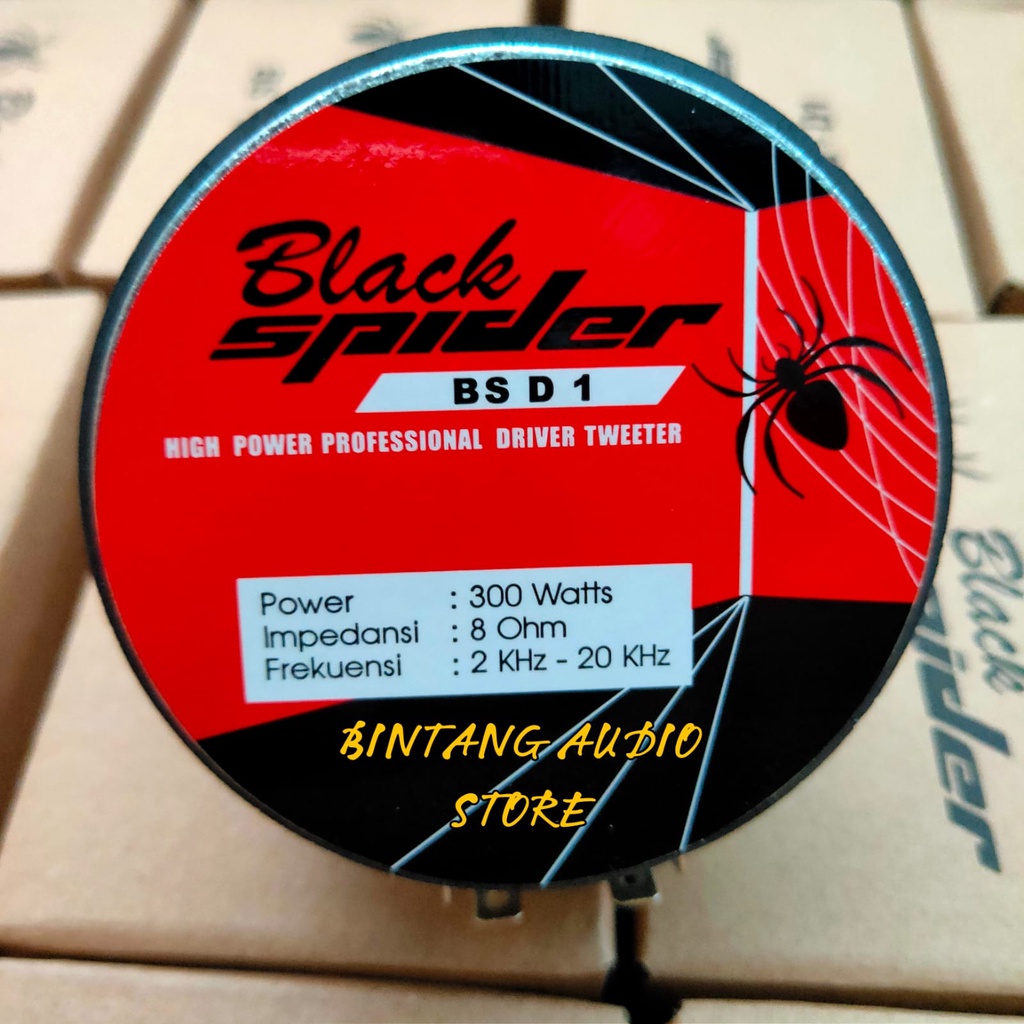 Black
spider
BS D 1
HIGH POWER PROFESSIONAL DRIVER TWEETER
Power : 300 Watts
Impedansi : 8 Ohm
Frekuensi : 2 KHz - 20 KHz
BINTANG AUDIO
STORE
Black
spider